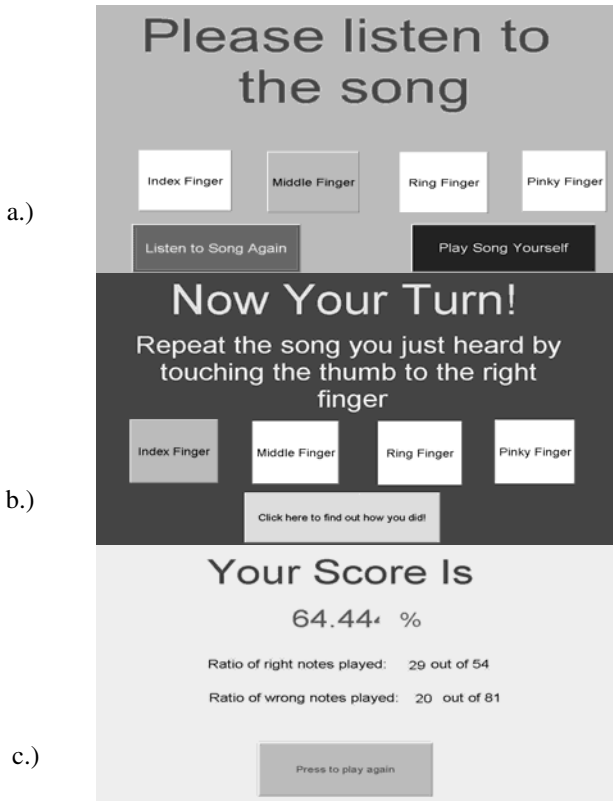 a.)
Please listen to
the song
Index Finger
Middle Finger
Ring Finger
Pinky Finger
Listen to Song Again
Play Song Yourself
b.)
Now Your Turn!
Repeat the song you just heard by
touching the thumb to the right
finger
Index Finger
Middle Finger
Ring Finger
Pinky Finger
Click here to find out how you did!
c.)
Your Score Is
64.44 %
Ratio of right notes played: 29 out of 54
Ratio of wrong notes played: 20 out of 81
Press to play again